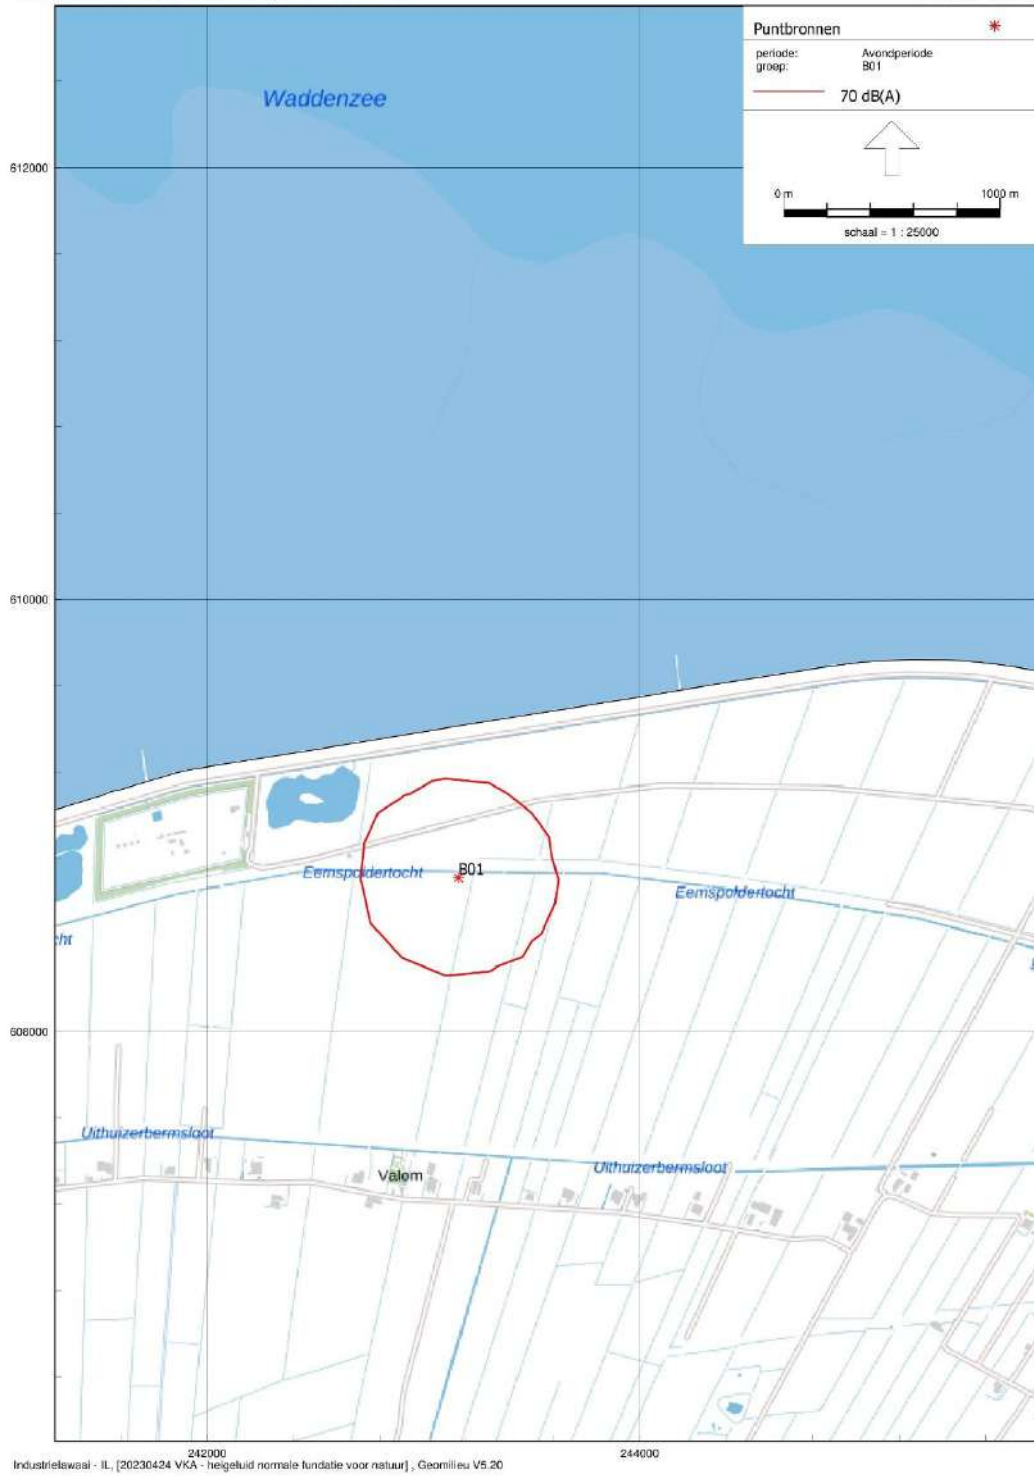 Puntbronnen
periode: Avondperiode
groep: B01
70 dB(A)
0 m 1000 m
schaal = 1 : 25000
Waddenzee
612000
610000
B01
Eemspoldertocht
Eemspoldertocht
cht
608000
Uithuizerbermsloot
Uithuizerbermsloot
Valom
242000 244000
Industrielawaai - IL, [20230424 VKA - heigeluid normale fundatie voor natuur] , Geomilieu V5.20